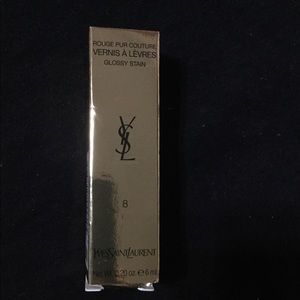 ROUGE PUR COUTURE
VERNIS À LÈVRES
GLOSSY STAIN
YSL
8
YVESSAINTLAURENT
Net Wt. 0.20 oz. ℮ 6 ml